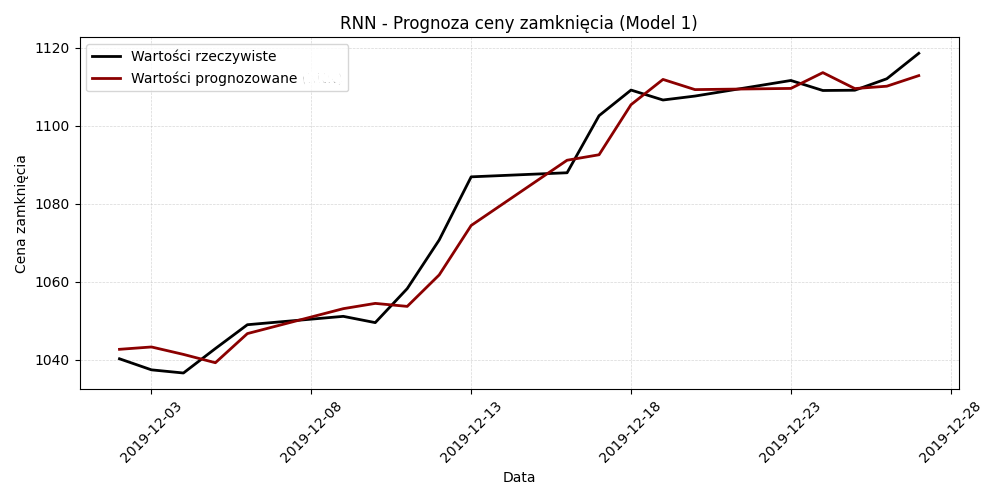 RNN - Prognoza ceny zamknięcia (Model 1)
Wartości rzeczywiste
Wartości prognozowane
1120
1100
1080
1060
1040
Cena zamknięcia
2019-12-03
2019-12-08
2019-12-13
2019-12-18
2019-12-23
2019-12-28
Data